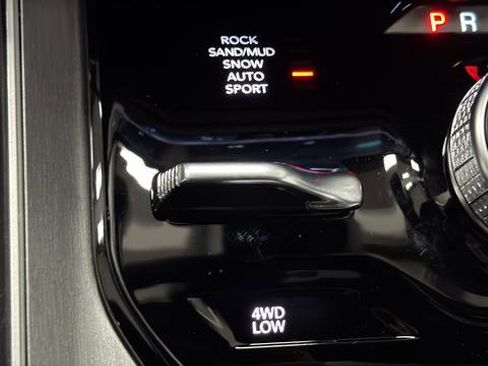 P R
ROCK
SAND/MUD
SNOW
AUTO
SPORT
4WD
LOW